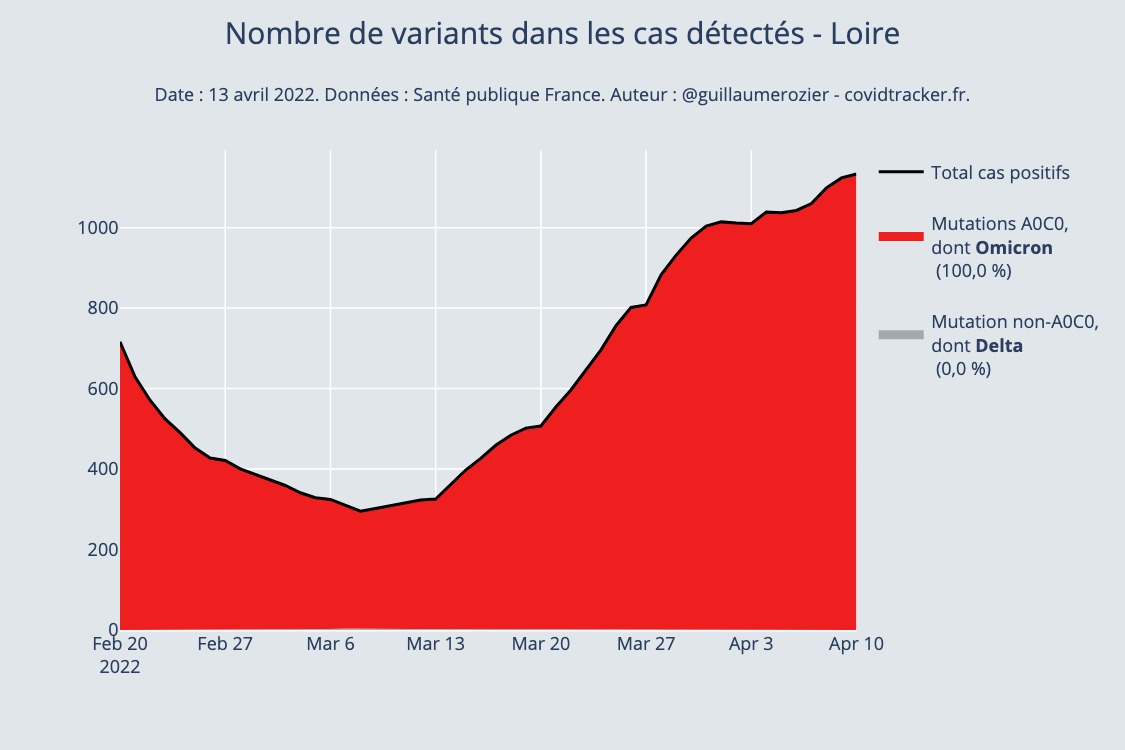 Nombre de variants dans les cas détectés - Loire
Date : 13 avril 2022. Données : Santé publique France. Auteur : @guillaumerozier - covidtracker.fr.
Total cas positifs
Mutations A0C0,
dont Omicron
(100,0 %)
Mutation non-A0C0,
dont Delta
(0,0 %)
1000
800
600
400
200
0
Feb 20 Feb 27 Mar 6 Mar 13 Mar 20 Mar 27 Apr 3 Apr 10
2022